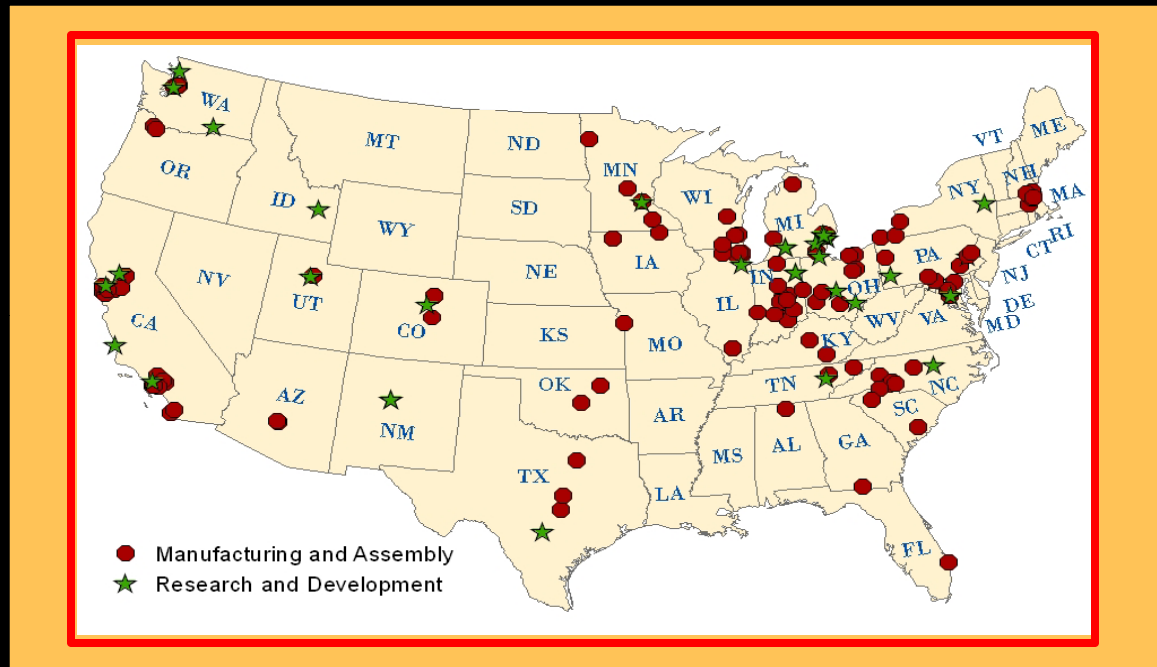 WA
MT
ND
MN
VT
ME
OR
ID
SD
WI
MI
NY
NH
MA
WY
RI
CT
NV
UT
NE
IA
IL
IN
OH
PA
NJ
CA
CO
KS
MO
KY
WV
VA
DE
MD
AZ
NM
OK
AR
TN
NC
SC
TX
LA
MS
AL
GA
FL
Manufacturing and Assembly
Research and Development